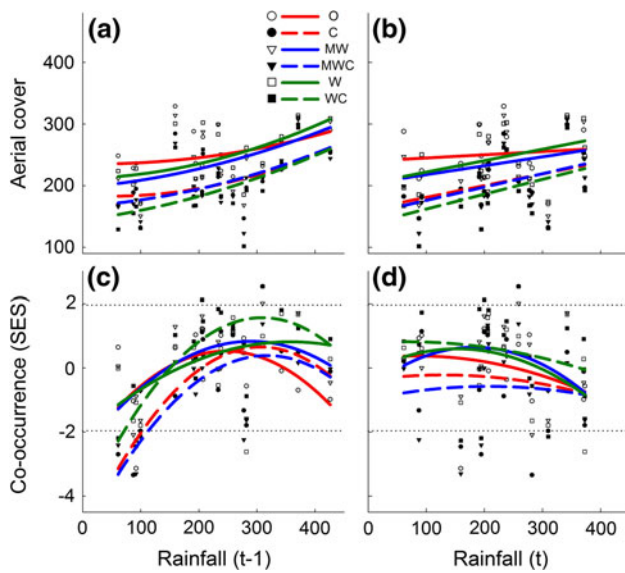 (a)
(b)
O
C
MW
MWC
W
WC
Aerial cover
400
300
200
100
(c)
(d)
Co-occurrence (SES)
2
0
-2
-4
0 100 200 300 400
0 100 200 300 400
Rainfall (t-1)
Rainfall (t)